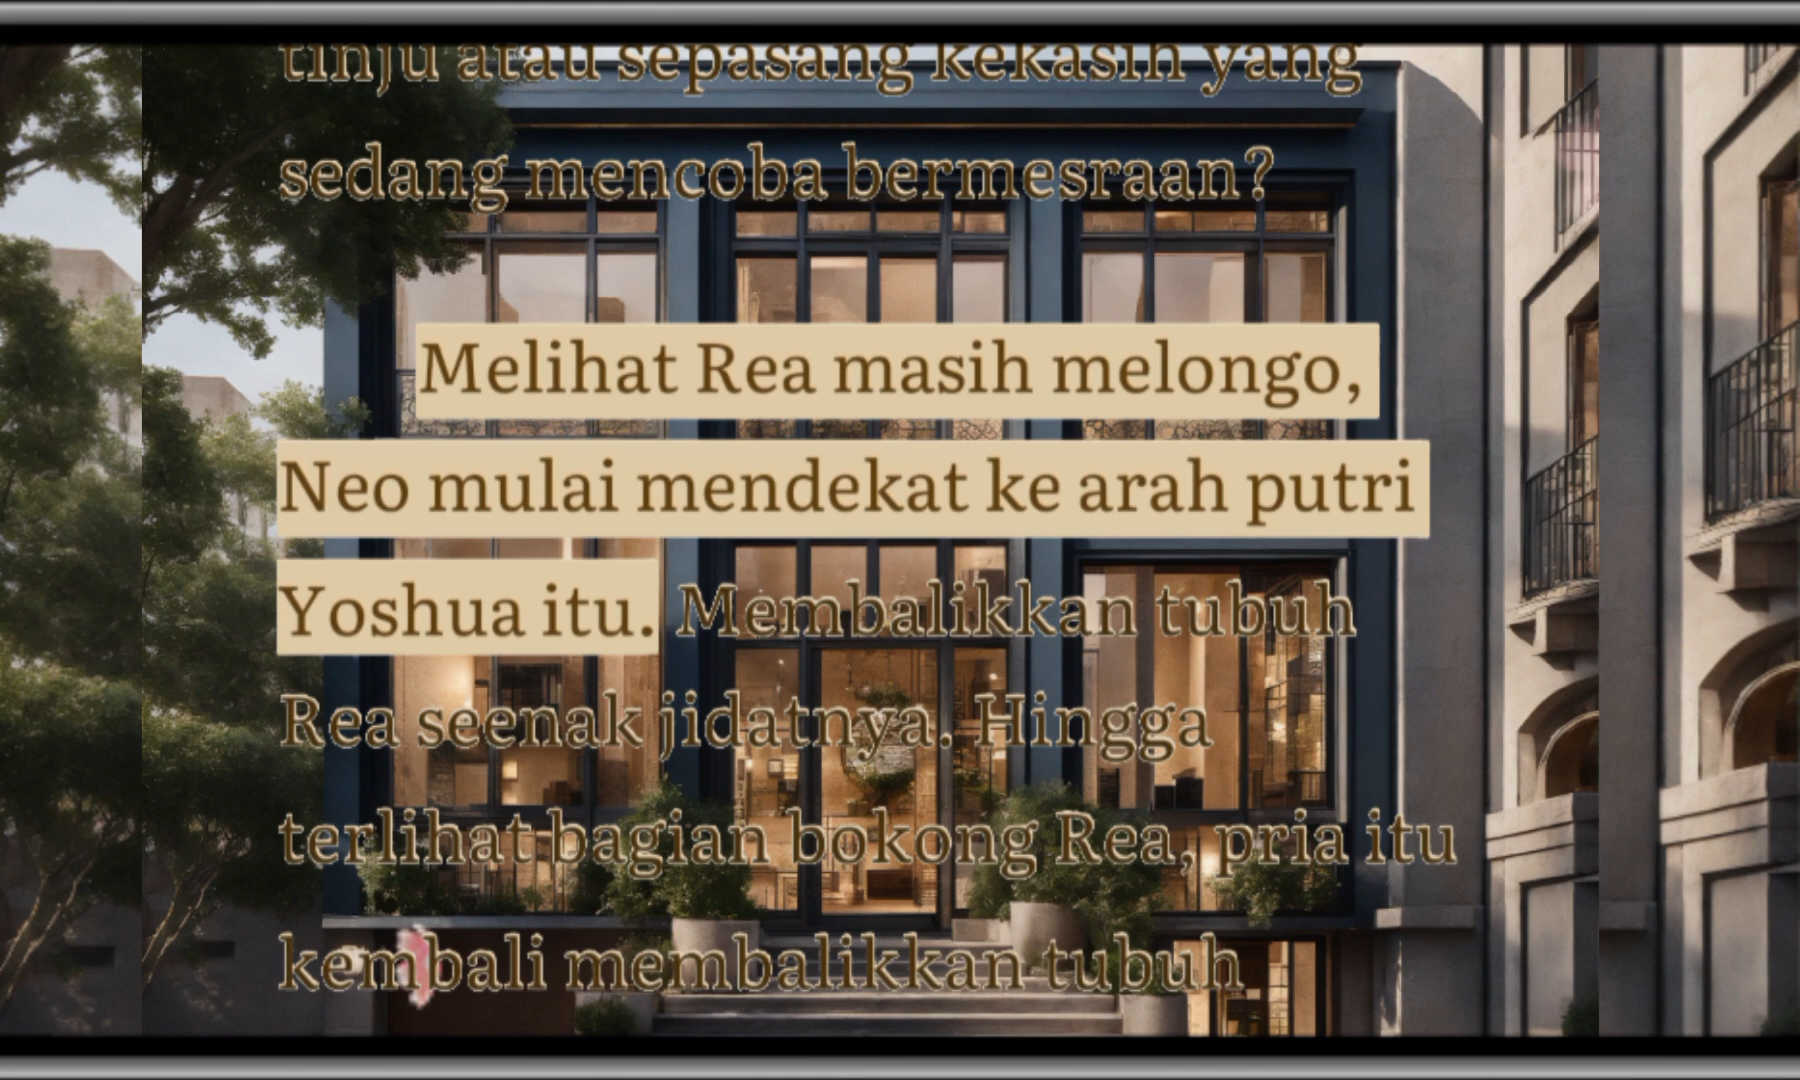 tinju atau sepasang kekasih yang
sedang mencoba bermesraan?
Melihat Rea masih melongo,
Neo mulai mendekat ke arah putri
Yoshua itu. Membalikkan tubuh
Rea seenak jidatnya. Hingga
terlihat bagian bokong Rea, pria itu
kembali membalikkan tubuh